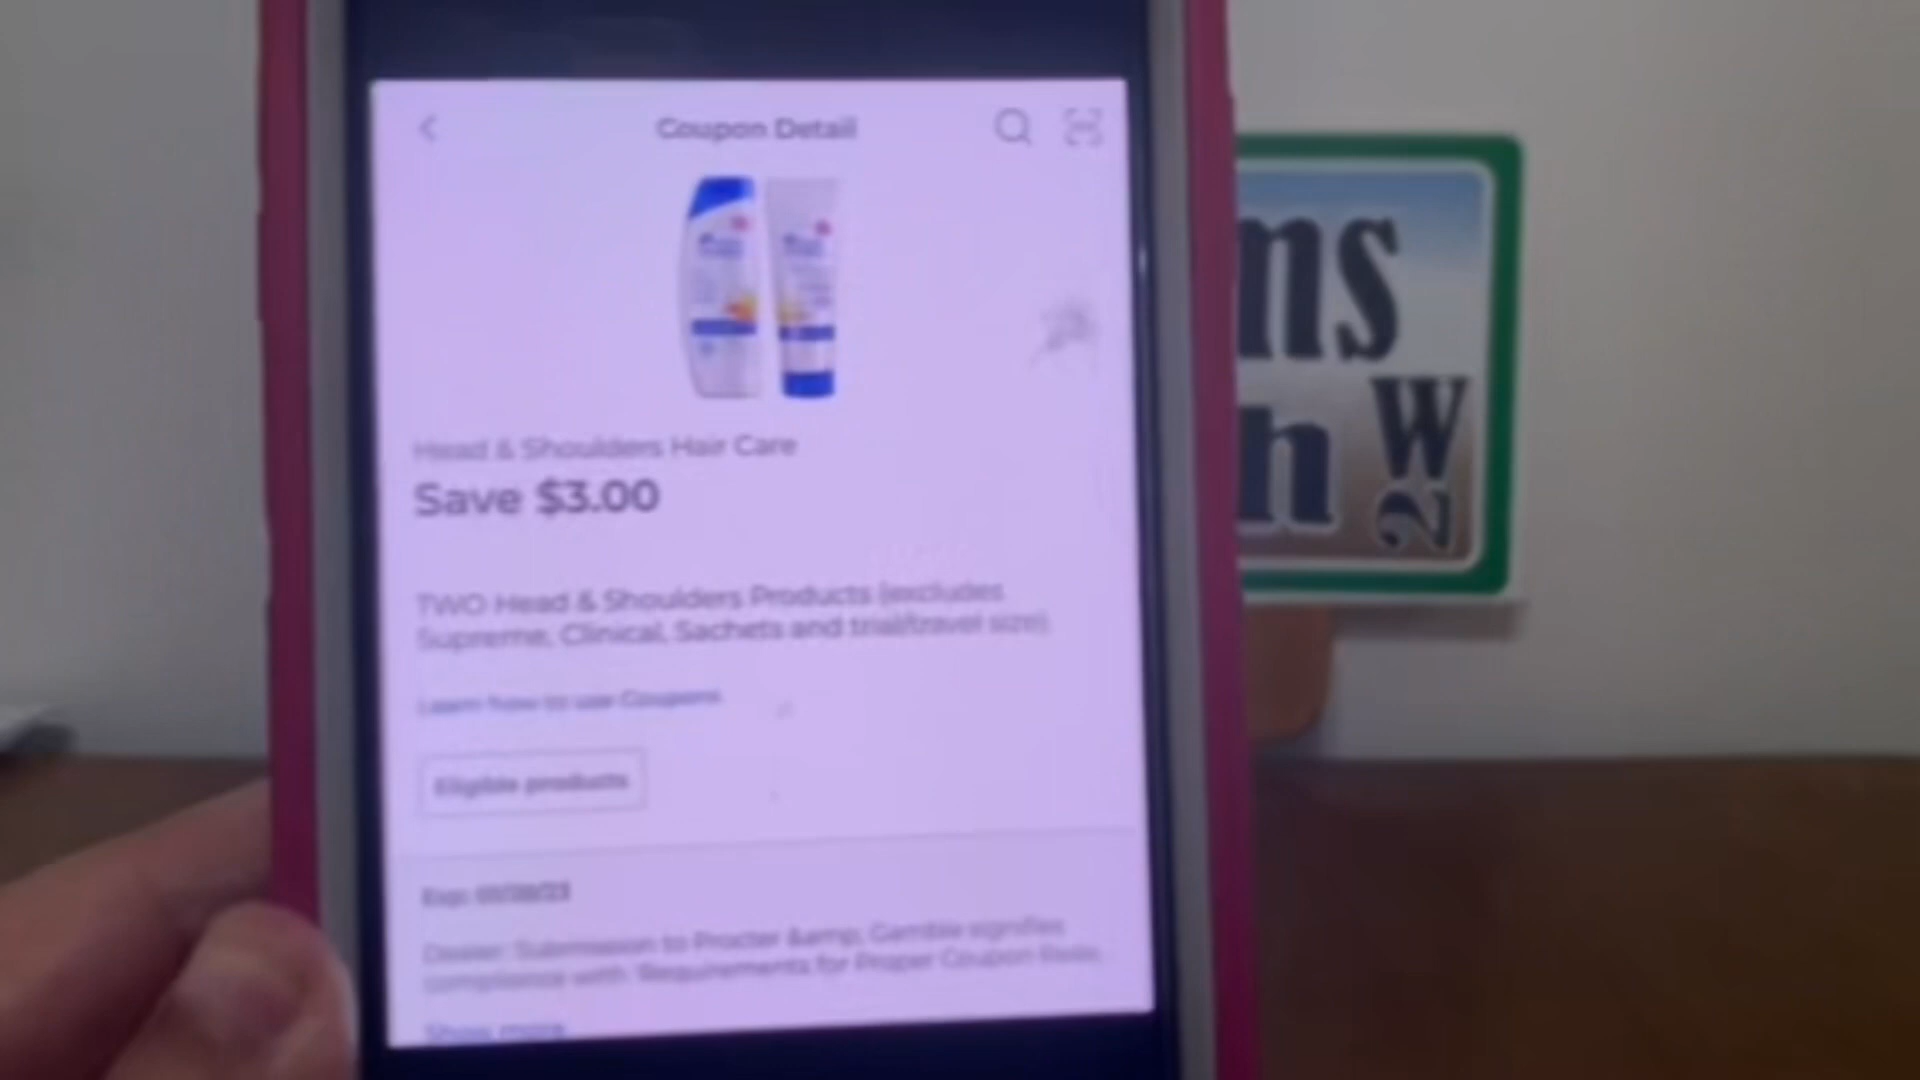 Coupon Detail
Head & Shoulders Hair Care
Save $3.00
TWO Head & Shoulders Products (excludes
Supreme, Clinical, Sachets and trial/travel size).
Learn how to use Coupons
Eligible products
Exp:
Dealer: Submission to Procter &amp; Gamble signifies
compliance with 'Requirements for Proper Coupon
Show more
ms
h
W
2